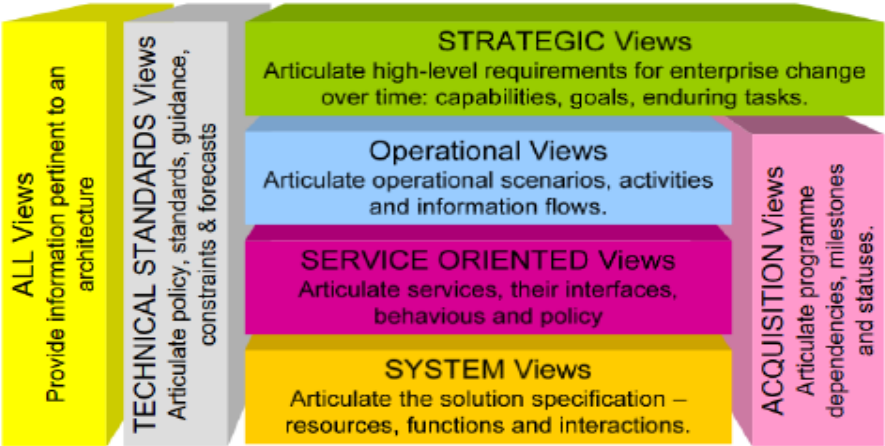 ALL Views
Provide information pertinent to an
architecture
TECHNICAL STANDARDS Views
Articulate policy, standards, guidance,
constraints & forecasts
STRATEGIC Views
Articulate high-level requirements for enterprise change
over time: capabilities, goals, enduring tasks.
Operational Views
Articulate operational scenarios, activities
and information flows.
SERVICE ORIENTED Views
Articulate services, their interfaces,
behavious and policy
SYSTEM Views
Articulate the solution specification –
resources, functions and interactions.
ACQUISITION Views
Articulate programme
dependencies, milestones
and statuses.